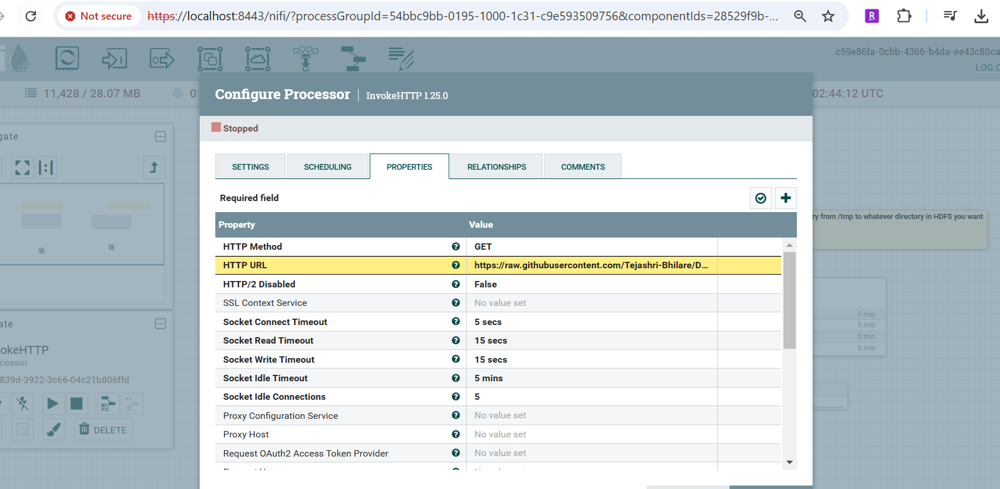 Not secure https://localhost:8443/nifi/?processGroupId=54bbc9bb-0195-1000-1c31-c9e593509756&componentIds=28529f9b-...
R
c59e86fa-0cbb-4366-b4da-ee43c80ca
LOG
11,428 / 28.07 MB 0
02:44:12 UTC
Configure Processor InvokeHTTP 1.25.0
Stopped
gate
SETTINGS SCHEDULING PROPERTIES RELATIONSHIPS COMMENTS
Required field
Property Value
ry from /tmp to whatever directory in HDFS you want
HTTP Method GET
HTTP URL https://raw.githubusercontent.com/Tejashri-Bhilare/D...
HTTP/2 Disabled False
SSL Context Service No value set
Socket Connect Timeout 5 secs
Socket Read Timeout 15 secs
Socket Write Timeout 15 secs
Socket Idle Timeout 5 mins
Socket Idle Connections 5
Proxy Configuration Service No value set
Proxy Host No value set
Request OAuth2 Access Token Provider No value set
5 min
5 min
5 min
5 min
ate
okeHTTP
cessor
839d-3922-3c66-04c21b806ffd
DELETE